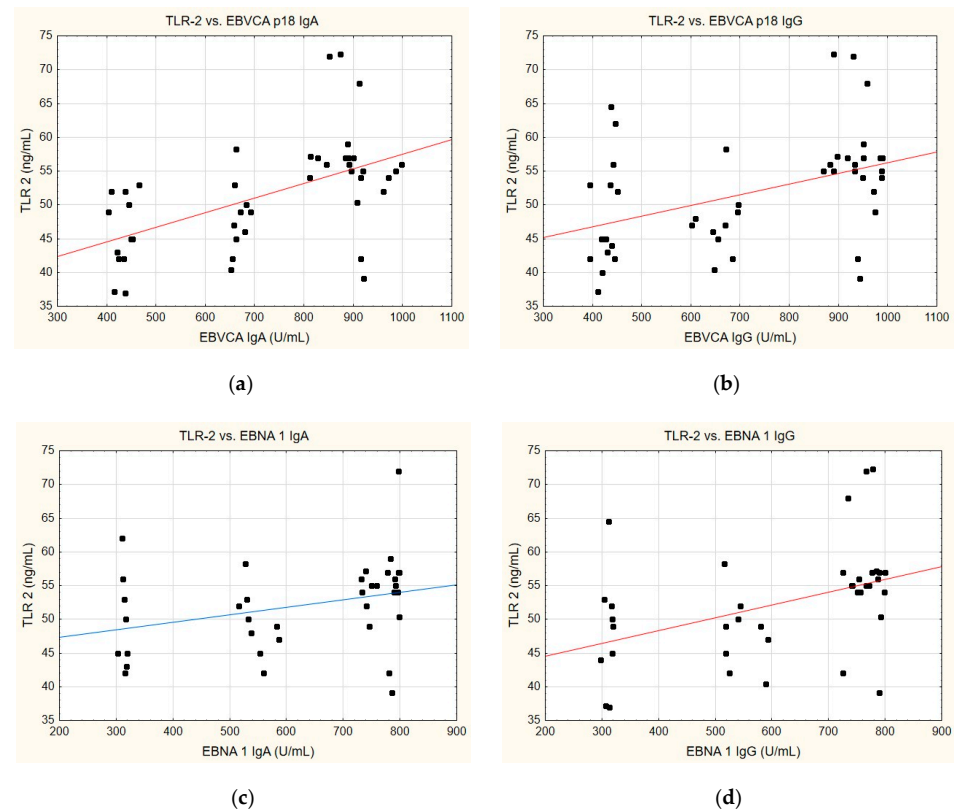 TLR-2 vs. EBVCA p18 IgA
75
70
65
60
55
50
45
40
35
TLR 2 (ng/mL)
300 400 500 600 700 800 900 1000 1100
EBVCA IgA (U/mL)
(a)
TLR-2 vs. EBVCA p18 IgG
75
70
65
60
55
50
45
40
35
TLR 2 (ng/mL)
300 400 500 600 700 800 900 1000 1100
EBVCA IgG (U/mL)
(b)
TLR-2 vs. EBNA 1 IgA
75
70
65
60
55
50
45
40
35
TLR 2 (ng/mL)
200 300 400 500 600 700 800 900
EBNA 1 IgA (U/mL)
(c)
TLR-2 vs. EBNA 1 IgG
75
70
65
60
55
50
45
40
35
TLR 2 (ng/mL)
200 300 400 500 600 700 800 900
EBNA 1 IgG (U/mL)
(d)